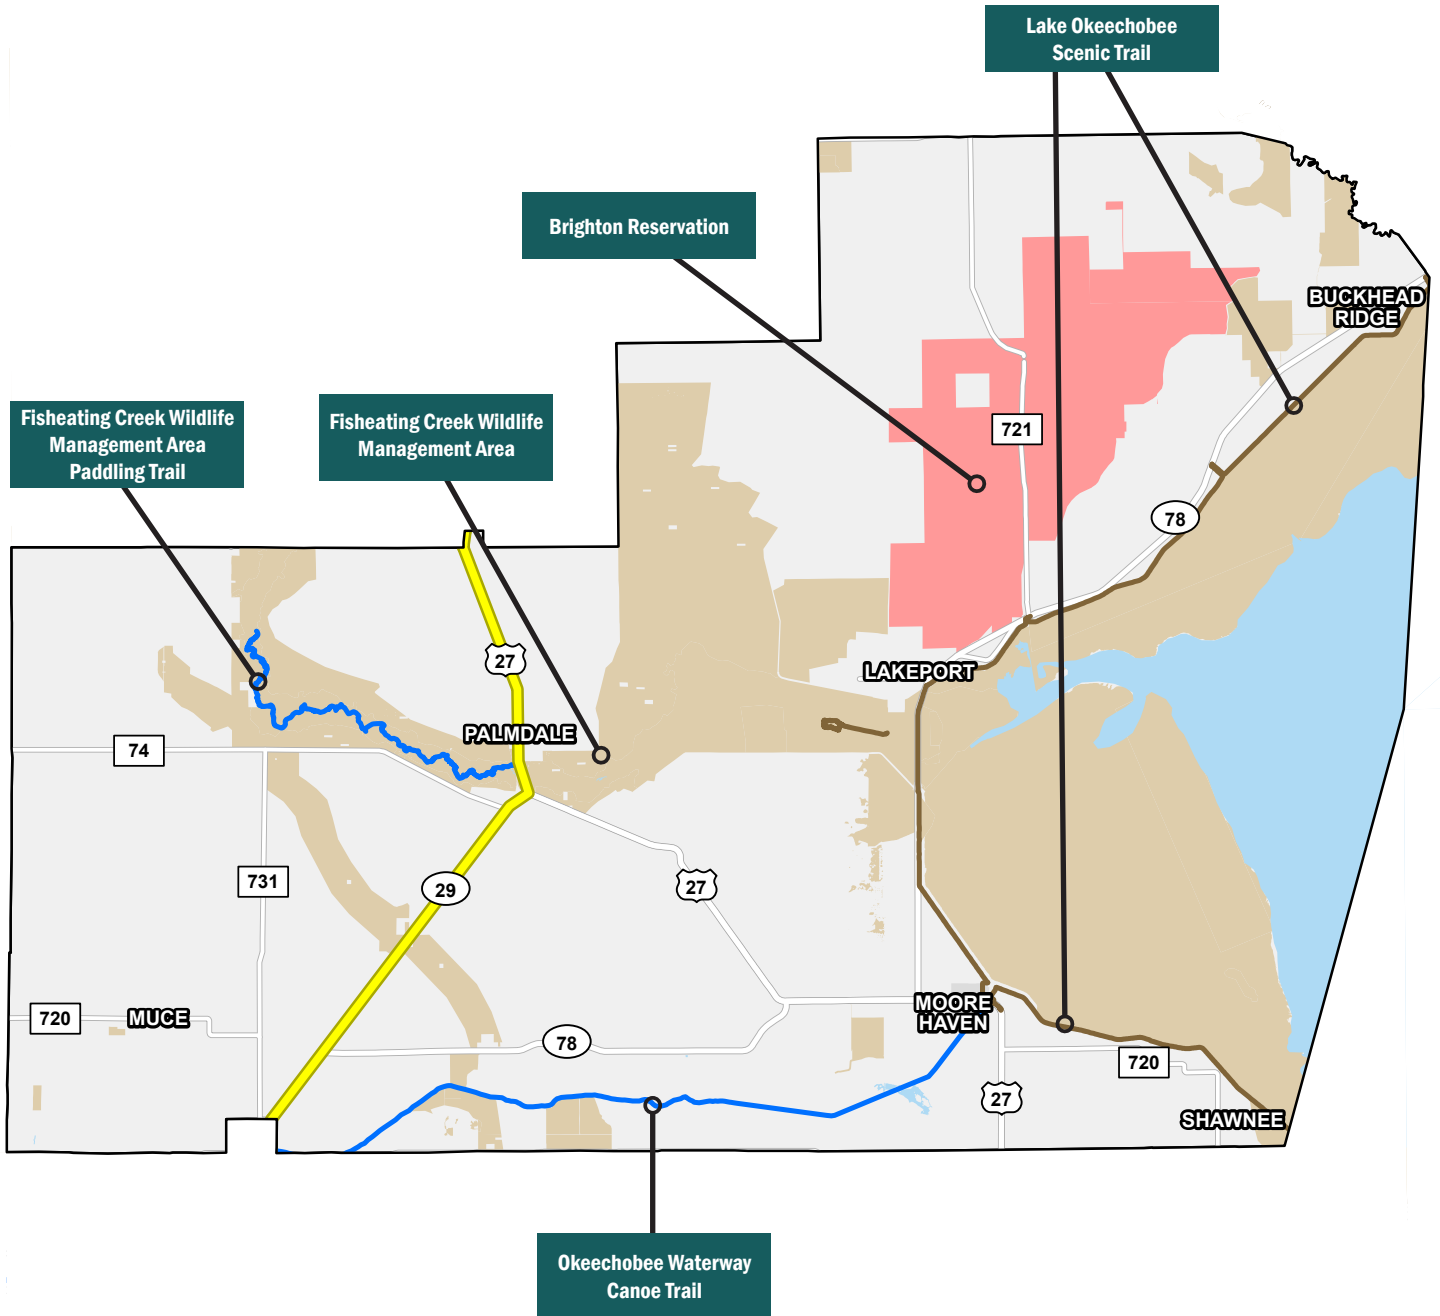 Lake Okeechobee
Scenic Trail
Brighton Reservation
BUCKHEAD
RIDGE
Fisheating Creek Wildlife
Management Area
Paddling Trail
Fisheating Creek Wildlife
Management Area
721
78
27
LAKEPORT
PALMDALE
74
731
29
27
720
MUCE
MOORE
HAVEN
78
720
27
SHAWNEE
Okeechobee Waterway
Canoe Trail